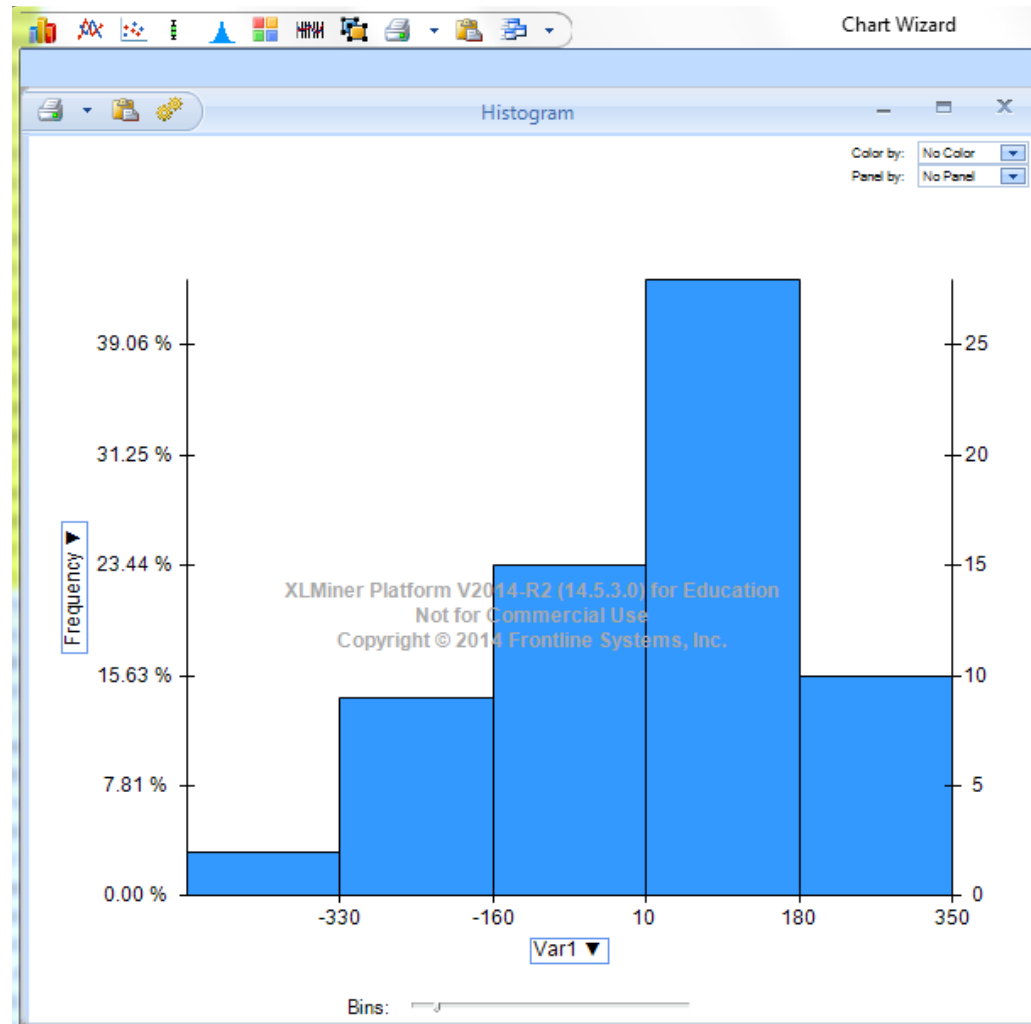 Chart Wizard
Histogram
Color by: No Color
Panel by: No Panel
39.06 %
31.25 %
23.44 %
15.63 %
7.81 %
0.00 %
Frequency ▼
25
20
15
10
5
0
XLMiner Platform V2014-R2 (14.5.3.0) for Education
Not for Commercial Use
Copyright © 2014 Frontline Systems, Inc.
-330 -160 10 180 350
Var1 ▼
Bins: